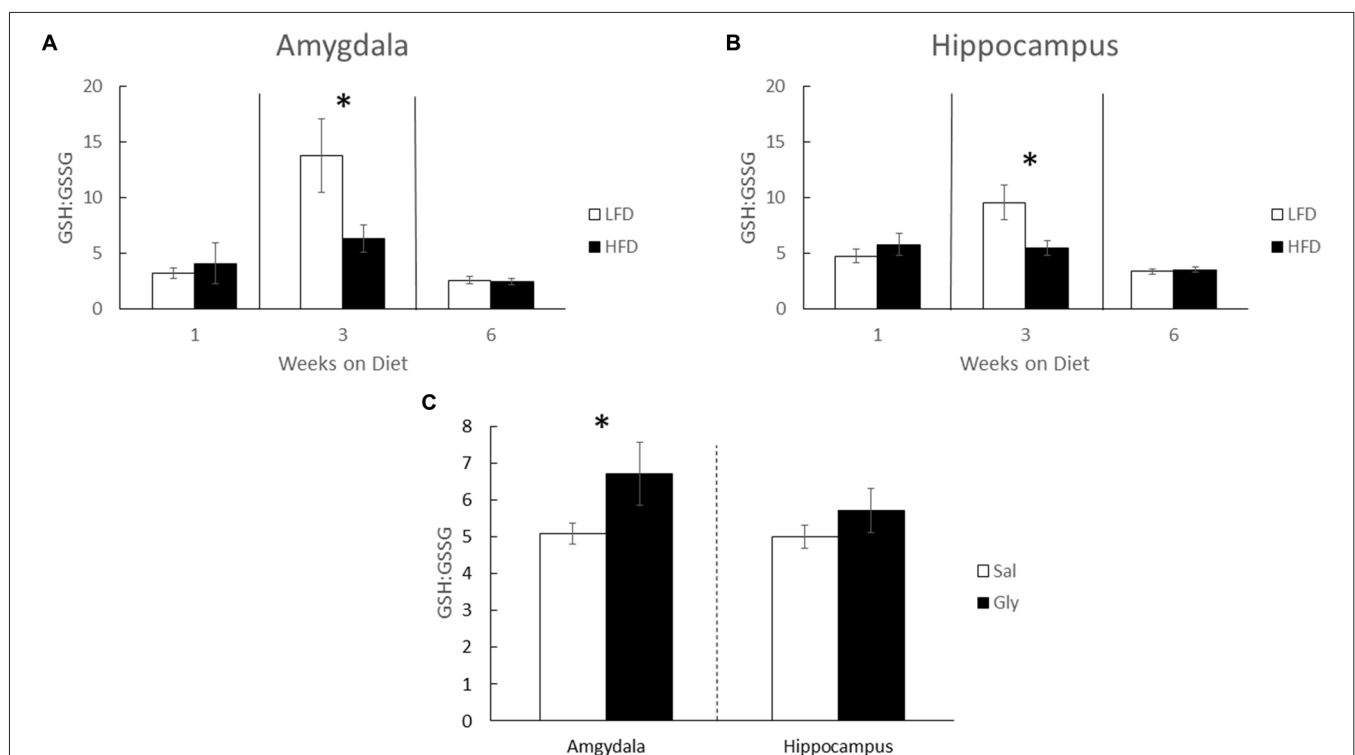 A
Amygdala
20
15
10
5
0
GSH:GSSG
*
LFD
HFD
1 3 6
Weeks on Diet
B
Hippocampus
20
15
10
5
0
GSH:GSSG
*
LFD
HFD
1 3 6
Weeks on Diet
C
8
7
6
5
4
3
2
1
0
GSH:GSSG
*
Sal
Gly
Amgydala Hippocampus